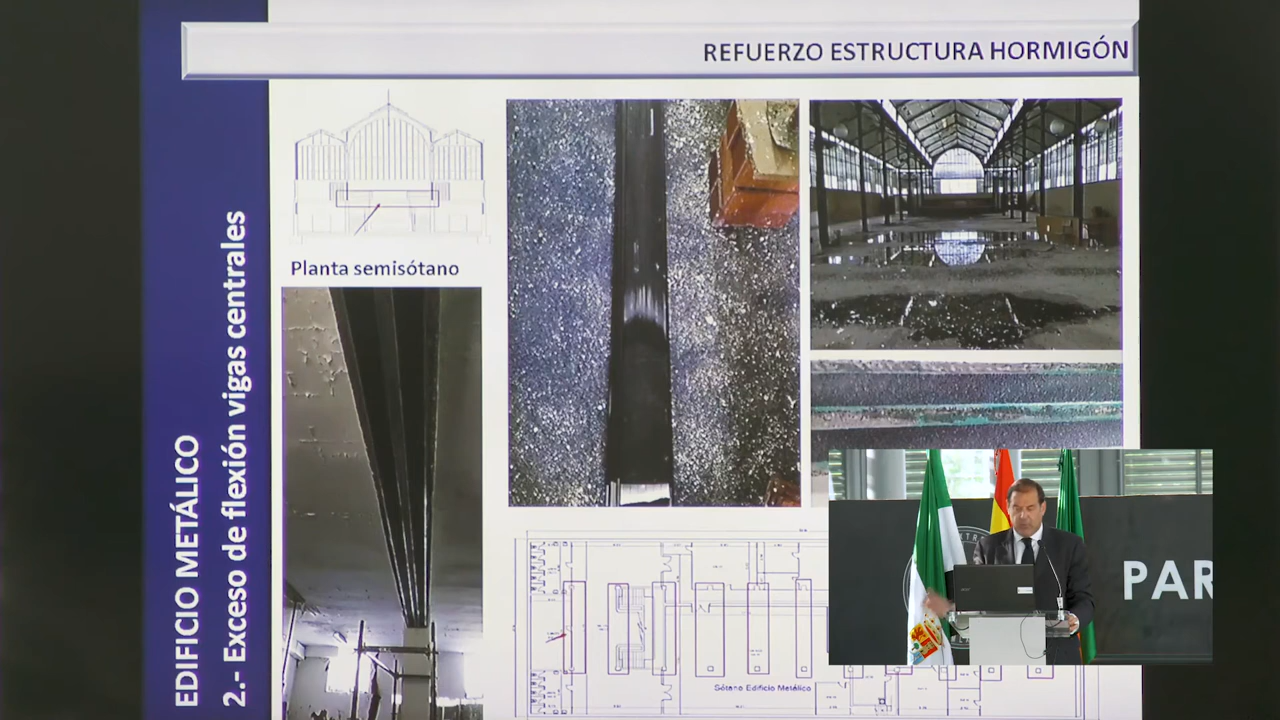 REFUERZO ESTRUCTURA HORMIGÓN
EDIFICIO METÁLICO
2.- Exceso de flexión vigas centrales
Planta semisótano
Sótano Edificio Metálico
PAR